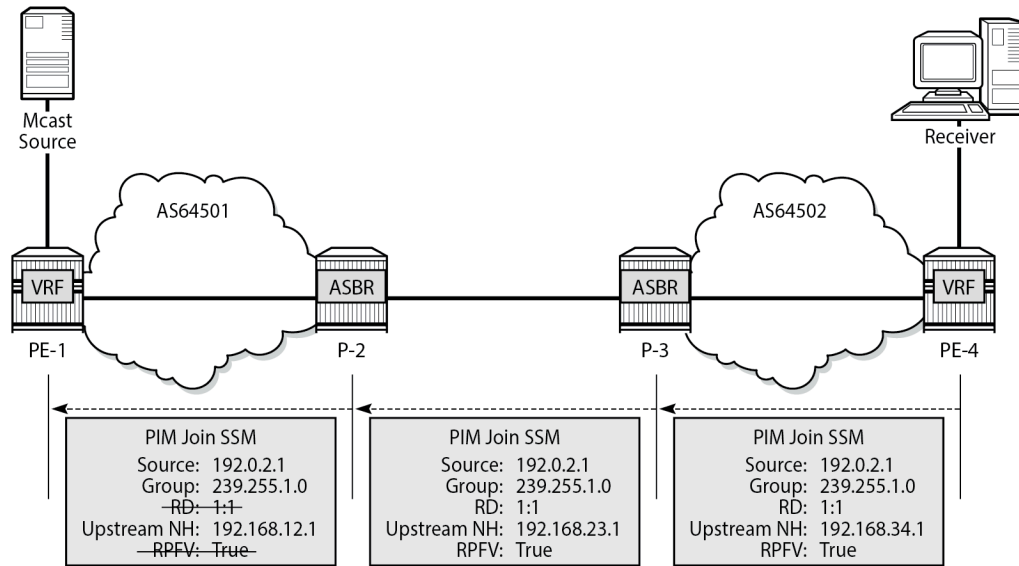 Mcast
Source
Receiver
AS64501
AS64502
VRF
ASBR
ASBR
VRF
PE-1
P-2
P-3
PE-4
PIM Join SSM
Source: 192.0.2.1
Group: 239.255.1.0
RD: 1:1
Upstream NH: 192.168.12.1
RPFV: True
PIM Join SSM
Source: 192.0.2.1
Group: 239.255.1.0
RD: 1:1
Upstream NH: 192.168.23.1
RPFV: True
PIM Join SSM
Source: 192.0.2.1
Group: 239.255.1.0
RD: 1:1
Upstream NH: 192.168.34.1
RPFV: True